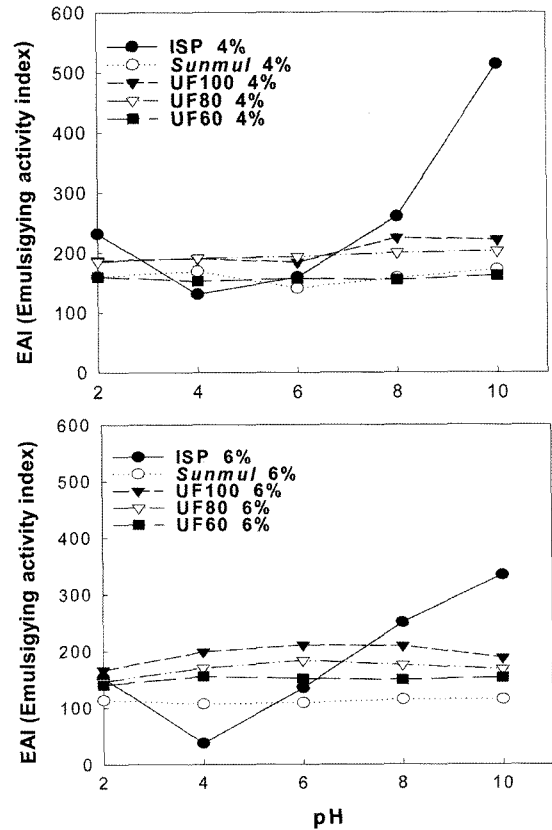 600
500
400
300
200
100
0
EAI (Emulsigying activity index)
ISP 4%
Sunmul 4%
UF100 4%
UF80 4%
UF60 4%
2 4 6 8 10
600
500
400
300
200
100
0
EAI (Emulsigying activity index)
ISP 6%
Sunmul 6%
UF100 6%
UF80 6%
UF60 6%
2 4 6 8 10
pH